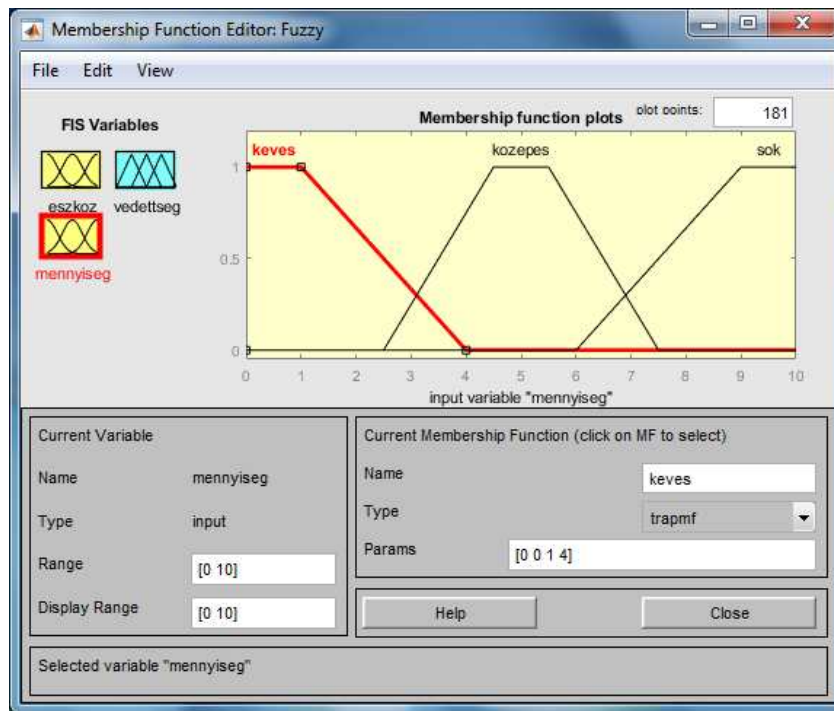 Membership Function Editor: Fuzzy
File Edit View
FIS Variables
eszkoz vedettseg
mennyiseg
Membership function plots plot points: 181
keves kozepes sok
1
0.5
0
0 1 2 3 4 5 6 7 8 9 10
input variable "mennyiseg"
Current Variable
Name mennyiseg
Type input
Range [0 10]
Display Range [0 10]
Current Membership Function (click on MF to select)
Name keves
Type trapmf
Params [0 0 1 4]
Help Close
Selected variable "mennyiseg"